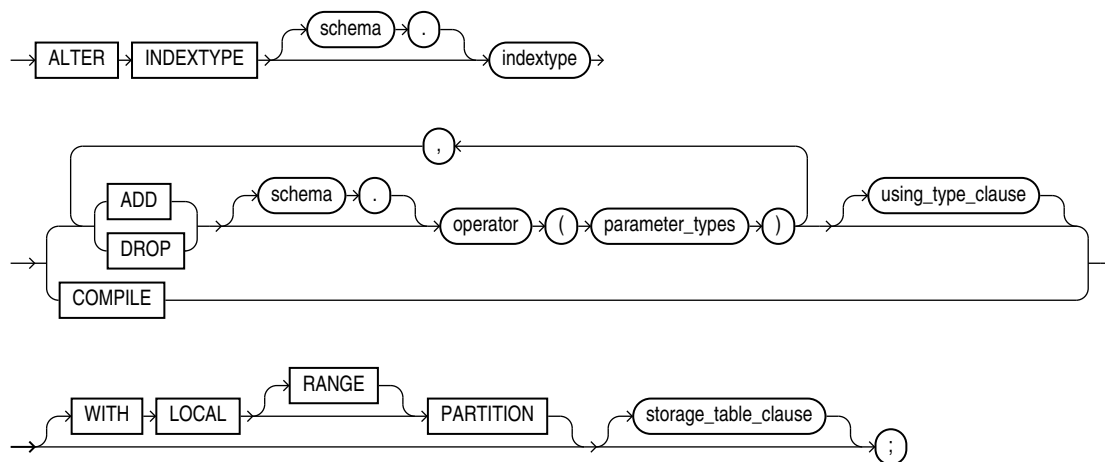 schema .
ALTER INDEXTYPE indextype
,
ADD schema . using_type_clause
operator ( parameter_types )
DROP
COMPILE
RANGE
WITH LOCAL PARTITION storage_table_clause
;